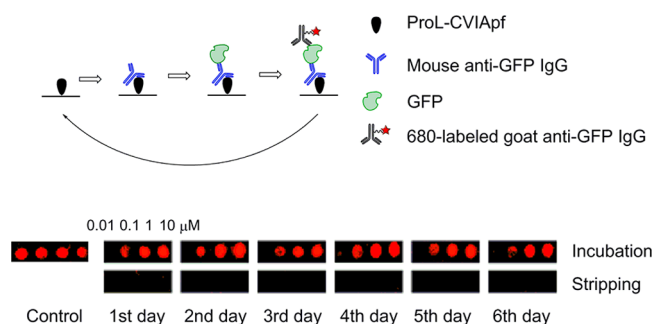 ProL-CVIApf
Mouse anti-GFP IgG
GFP
680-labeled goat anti-GFP IgG
0.01 0.1 1 10 µM
Incubation
Stripping
Control 1st day 2nd day 3rd day 4th day 5th day 6th day